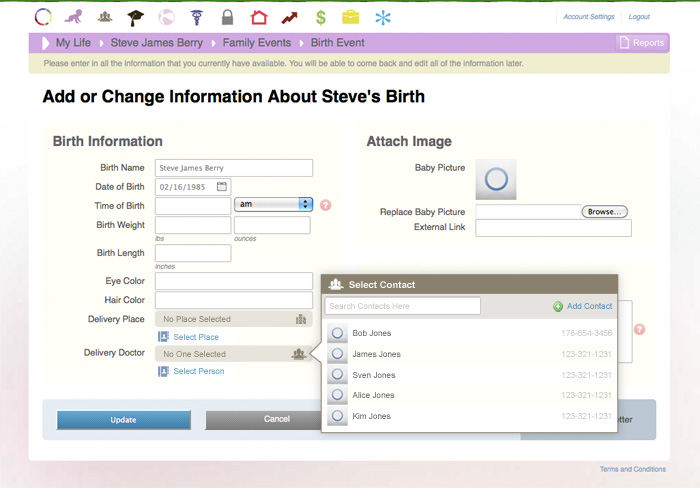 Account Settings | Logout
My Life Steve James Berry Family Events Birth Event Reports
Please enter in all the information that you currently have available. You will be able to come back and edit all of the information later.
Add or Change Information About Steve's Birth
Birth Information
Birth Name Steve James Berry
Date of Birth 02/16/1985
Time of Birth am ?
Birth Weight
lbs ounces
Birth Length
inches
Eye Color
Hair Color
Delivery Place No Place Selected
Select Place
Delivery Doctor No One Selected
Select Person
Attach Image
Baby Picture
Replace Baby Picture Browse...
External Link
Select Contact
Search Contacts Here Add Contact
Bob Jones 176-654-3456
James Jones 123-321-1231
Sven Jones 123-321-1231
Alice Jones 123-321-1231
Kim Jones 123-321-1231
?
Update Cancel
Terms and Conditions